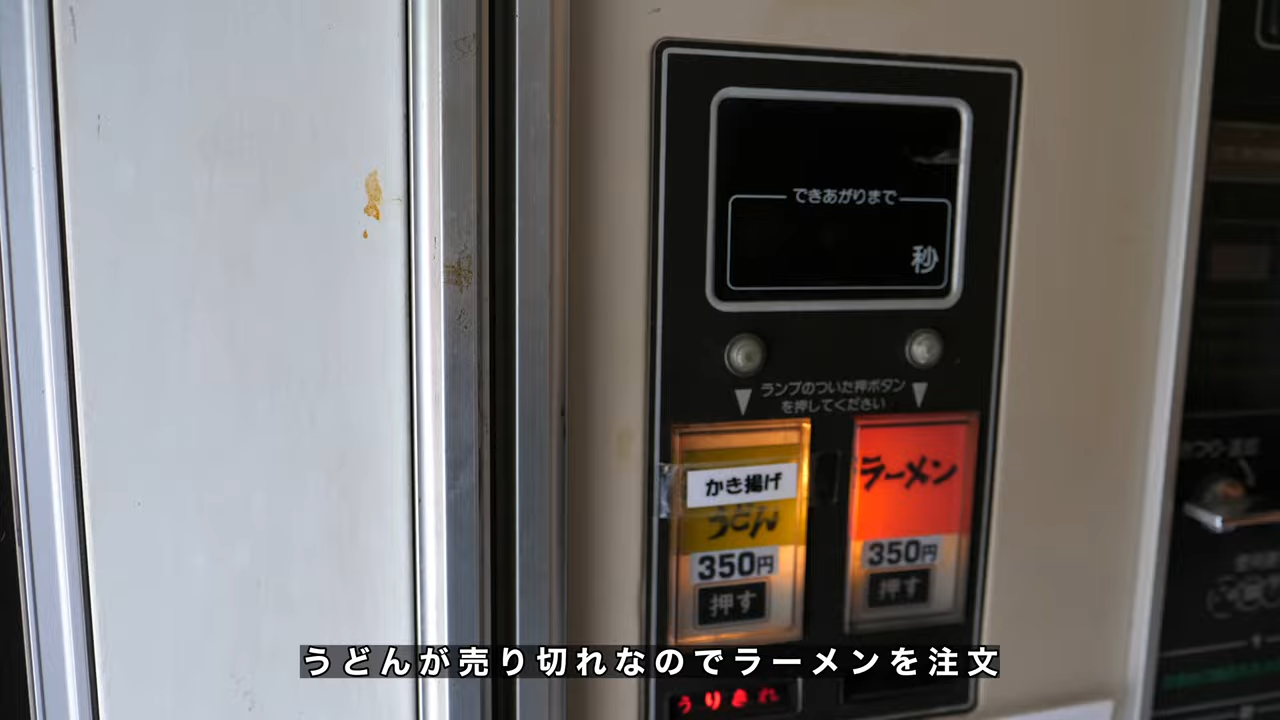 できあがりまで
秒
ランプのついた押ボタン
を押してください
かき揚げ
うどん
350円
押す
ラーメン
350円
押す
うどんが売り切れなのでラーメンを注文
うりきれ